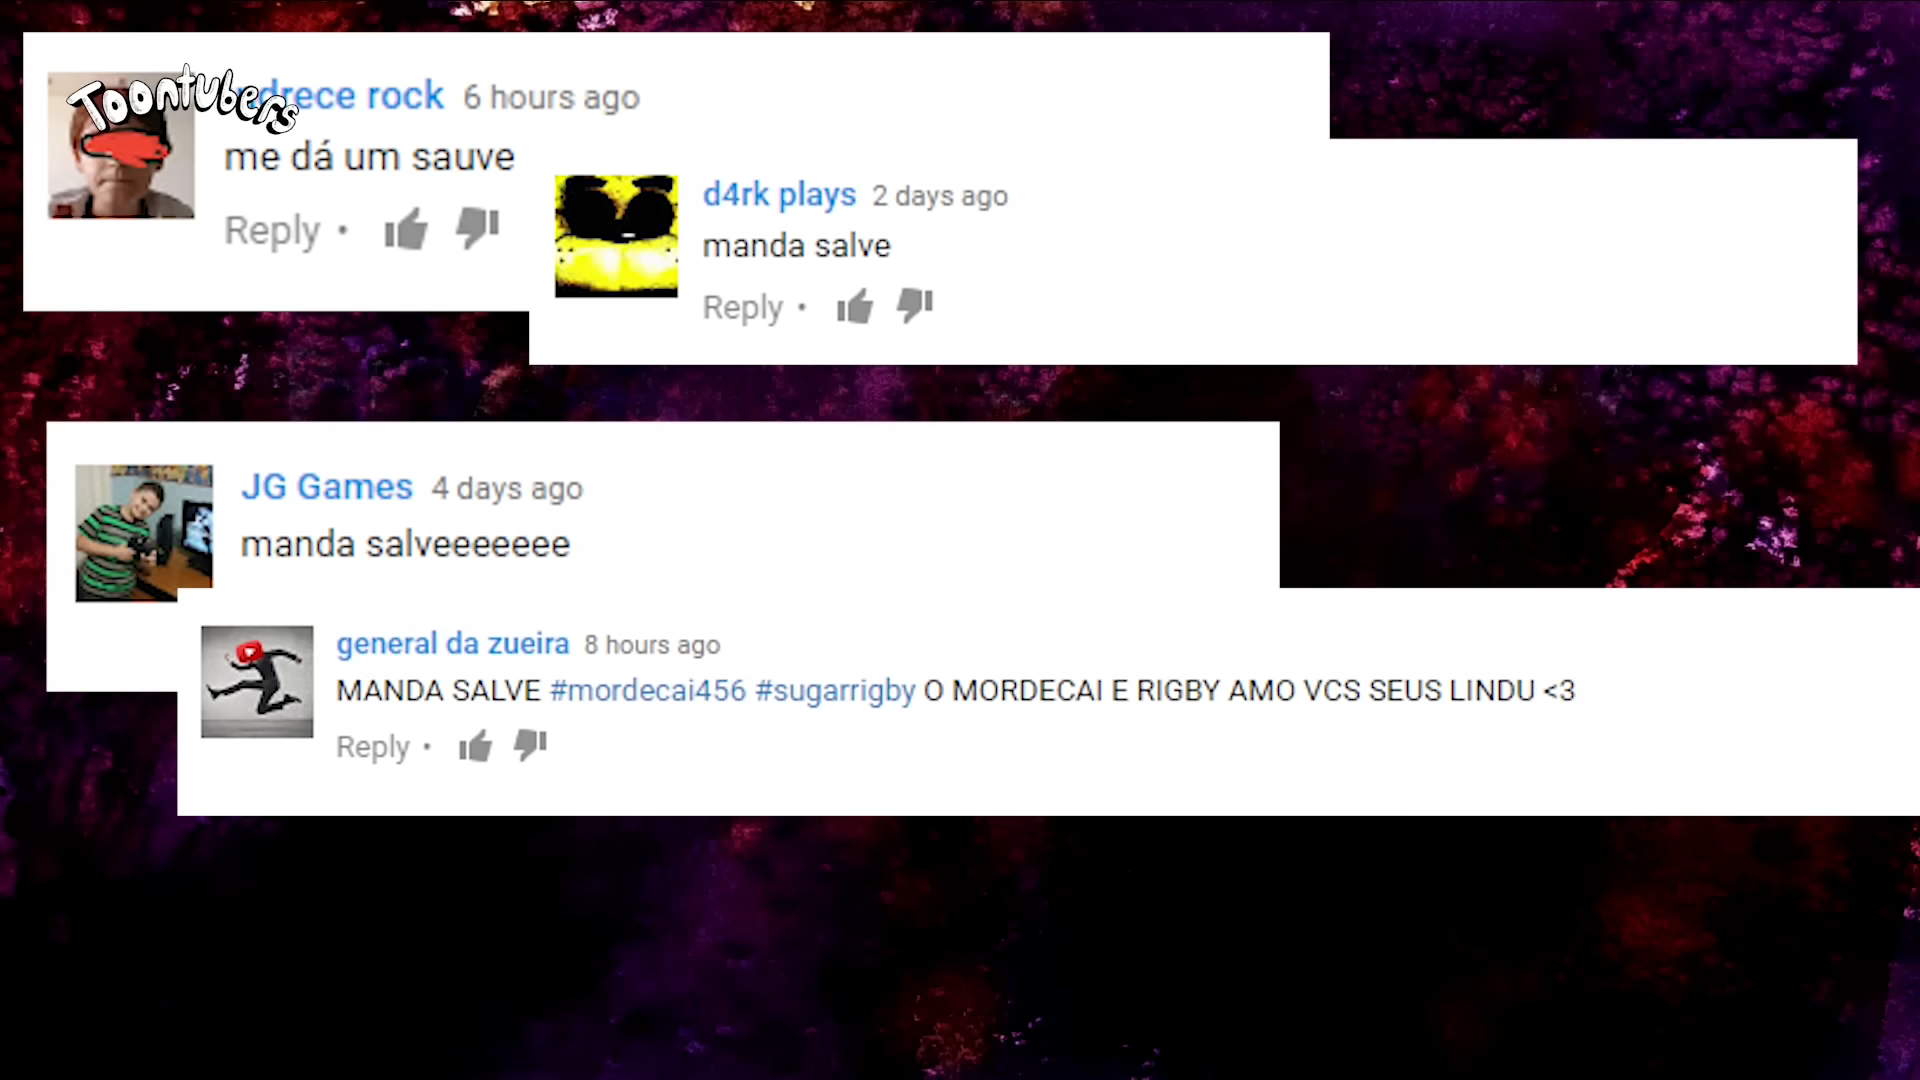 Toontubers
drece rock 6 hours ago
me dá um sauve
Reply •
d4rk plays 2 days ago
manda salve
Reply •
JG Games 4 days ago
manda salveeeeeee
general da zueira 8 hours ago
MANDA SALVE #mordecai456 #sugarrigby O MORDECAI E RIGBY AMO VCS SEUS LINDU <3
Reply •